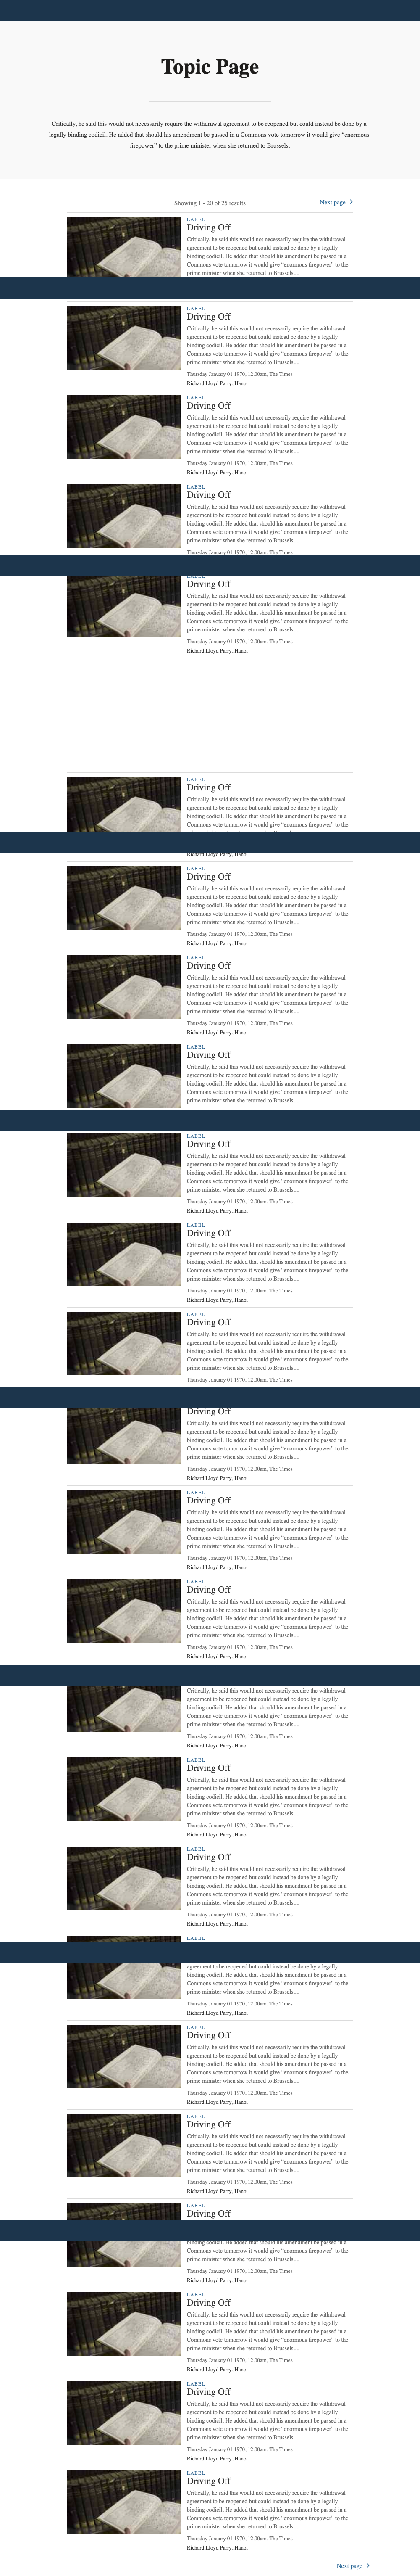 Topic Page
Critically, he said this would not necessarily require the withdrawal agreement to be reopened but could instead be done by a
legally binding codicil. He added that should his amendment be passed in a Commons vote tomorrow it would give “enormous
firepower” to the prime minister when she returned to Brussels.
Showing 1 - 20 of 25 results
Next page
LABEL
Driving Off
Critically, he said this would not necessarily require the withdrawal
agreement to be reopened but could instead be done by a legally
binding codicil. He added that should his amendment be passed in a
Commons vote tomorrow it would give “enormous firepower” to the
prime minister when she returned to Brussels....
LABEL
Driving Off
Critically, he said this would not necessarily require the withdrawal
agreement to be reopened but could instead be done by a legally
binding codicil. He added that should his amendment be passed in a
Commons vote tomorrow it would give “enormous firepower” to the
prime minister when she returned to Brussels....
Thursday January 01 1970, 12.00am, The Times
Richard Lloyd Parry, Hanoi
LABEL
Driving Off
Critically, he said this would not necessarily require the withdrawal
agreement to be reopened but could instead be done by a legally
binding codicil. He added that should his amendment be passed in a
Commons vote tomorrow it would give “enormous firepower” to the
prime minister when she returned to Brussels....
Thursday January 01 1970, 12.00am, The Times
Richard Lloyd Parry, Hanoi
LABEL
Driving Off
Critically, he said this would not necessarily require the withdrawal
agreement to be reopened but could instead be done by a legally
binding codicil. He added that should his amendment be passed in a
Commons vote tomorrow it would give “enormous firepower” to the
prime minister when she returned to Brussels....
Thursday January 01 1970, 12.00am, The Times
Driving Off
Critically, he said this would not necessarily require the withdrawal
agreement to be reopened but could instead be done by a legally
binding codicil. He added that should his amendment be passed in a
Commons vote tomorrow it would give “enormous firepower” to the
prime minister when she returned to Brussels....
Thursday January 01 1970, 12.00am, The Times
Richard Lloyd Parry, Hanoi
LABEL
Driving Off
Critically, he said this would not necessarily require the withdrawal
agreement to be reopened but could instead be done by a legally
binding codicil. He added that should his amendment be passed in a
Commons vote tomorrow it would give “enormous firepower” to the
Richard Lloyd Parry, Hanoi
LABEL
Driving Off
Critically, he said this would not necessarily require the withdrawal
agreement to be reopened but could instead be done by a legally
binding codicil. He added that should his amendment be passed in a
Commons vote tomorrow it would give “enormous firepower” to the
prime minister when she returned to Brussels....
Thursday January 01 1970, 12.00am, The Times
Richard Lloyd Parry, Hanoi
LABEL
Driving Off
Critically, he said this would not necessarily require the withdrawal
agreement to be reopened but could instead be done by a legally
binding codicil. He added that should his amendment be passed in a
Commons vote tomorrow it would give “enormous firepower” to the
prime minister when she returned to Brussels....
Thursday January 01 1970, 12.00am, The Times
Richard Lloyd Parry, Hanoi
LABEL
Driving Off
Critically, he said this would not necessarily require the withdrawal
agreement to be reopened but could instead be done by a legally
binding codicil. He added that should his amendment be passed in a
Commons vote tomorrow it would give “enormous firepower” to the
prime minister when she returned to Brussels....
LABEL
Driving Off
Critically, he said this would not necessarily require the withdrawal
agreement to be reopened but could instead be done by a legally
binding codicil. He added that should his amendment be passed in a
Commons vote tomorrow it would give “enormous firepower” to the
prime minister when she returned to Brussels....
Thursday January 01 1970, 12.00am, The Times
Richard Lloyd Parry, Hanoi
LABEL
Driving Off
Critically, he said this would not necessarily require the withdrawal
agreement to be reopened but could instead be done by a legally
binding codicil. He added that should his amendment be passed in a
Commons vote tomorrow it would give “enormous firepower” to the
prime minister when she returned to Brussels....
Thursday January 01 1970, 12.00am, The Times
Richard Lloyd Parry, Hanoi
LABEL
Driving Off
Critically, he said this would not necessarily require the withdrawal
agreement to be reopened but could instead be done by a legally
binding codicil. He added that should his amendment be passed in a
Commons vote tomorrow it would give “enormous firepower” to the
prime minister when she returned to Brussels....
Thursday January 01 1970, 12.00am, The Times
Driving Off
Critically, he said this would not necessarily require the withdrawal
agreement to be reopened but could instead be done by a legally
binding codicil. He added that should his amendment be passed in a
Commons vote tomorrow it would give “enormous firepower” to the
prime minister when she returned to Brussels....
Thursday January 01 1970, 12.00am, The Times
Richard Lloyd Parry, Hanoi
LABEL
Driving Off
Critically, he said this would not necessarily require the withdrawal
agreement to be reopened but could instead be done by a legally
binding codicil. He added that should his amendment be passed in a
Commons vote tomorrow it would give “enormous firepower” to the
prime minister when she returned to Brussels....
Thursday January 01 1970, 12.00am, The Times
Richard Lloyd Parry, Hanoi
LABEL
Driving Off
Critically, he said this would not necessarily require the withdrawal
agreement to be reopened but could instead be done by a legally
binding codicil. He added that should his amendment be passed in a
Commons vote tomorrow it would give “enormous firepower” to the
prime minister when she returned to Brussels....
Thursday January 01 1970, 12.00am, The Times
Richard Lloyd Parry, Hanoi
Critically, he said this would not necessarily require the withdrawal
agreement to be reopened but could instead be done by a legally
binding codicil. He added that should his amendment be passed in a
Commons vote tomorrow it would give “enormous firepower” to the
prime minister when she returned to Brussels....
Thursday January 01 1970, 12.00am, The Times
Richard Lloyd Parry, Hanoi
LABEL
Driving Off
Critically, he said this would not necessarily require the withdrawal
agreement to be reopened but could instead be done by a legally
binding codicil. He added that should his amendment be passed in a
Commons vote tomorrow it would give “enormous firepower” to the
prime minister when she returned to Brussels....
Thursday January 01 1970, 12.00am, The Times
Richard Lloyd Parry, Hanoi
LABEL
Driving Off
Critically, he said this would not necessarily require the withdrawal
agreement to be reopened but could instead be done by a legally
binding codicil. He added that should his amendment be passed in a
Commons vote tomorrow it would give “enormous firepower” to the
prime minister when she returned to Brussels....
Thursday January 01 1970, 12.00am, The Times
Richard Lloyd Parry, Hanoi
LABEL
agreement to be reopened but could instead be done by a legally
binding codicil. He added that should his amendment be passed in a
Commons vote tomorrow it would give “enormous firepower” to the
prime minister when she returned to Brussels....
Thursday January 01 1970, 12.00am, The Times
Richard Lloyd Parry, Hanoi
LABEL
Driving Off
Critically, he said this would not necessarily require the withdrawal
agreement to be reopened but could instead be done by a legally
binding codicil. He added that should his amendment be passed in a
Commons vote tomorrow it would give “enormous firepower” to the
prime minister when she returned to Brussels....
Thursday January 01 1970, 12.00am, The Times
Richard Lloyd Parry, Hanoi
LABEL
Driving Off
Critically, he said this would not necessarily require the withdrawal
agreement to be reopened but could instead be done by a legally
binding codicil. He added that should his amendment be passed in a
Commons vote tomorrow it would give “enormous firepower” to the
prime minister when she returned to Brussels....
Thursday January 01 1970, 12.00am, The Times
Richard Lloyd Parry, Hanoi
LABEL
Driving Off
binding codicil. He added that should his amendment be passed in a
Commons vote tomorrow it would give “enormous firepower” to the
prime minister when she returned to Brussels....
Thursday January 01 1970, 12.00am, The Times
Richard Lloyd Parry, Hanoi
LABEL
Driving Off
Critically, he said this would not necessarily require the withdrawal
agreement to be reopened but could instead be done by a legally
binding codicil. He added that should his amendment be passed in a
Commons vote tomorrow it would give “enormous firepower” to the
prime minister when she returned to Brussels....
Thursday January 01 1970, 12.00am, The Times
Richard Lloyd Parry, Hanoi
LABEL
Driving Off
Critically, he said this would not necessarily require the withdrawal
agreement to be reopened but could instead be done by a legally
binding codicil. He added that should his amendment be passed in a
Commons vote tomorrow it would give “enormous firepower” to the
prime minister when she returned to Brussels....
Thursday January 01 1970, 12.00am, The Times
Richard Lloyd Parry, Hanoi
LABEL
Driving Off
Critically, he said this would not necessarily require the withdrawal
agreement to be reopened but could instead be done by a legally
binding codicil. He added that should his amendment be passed in a
Commons vote tomorrow it would give “enormous firepower” to the
prime minister when she returned to Brussels....
Thursday January 01 1970, 12.00am, The Times
Richard Lloyd Parry, Hanoi
Next page